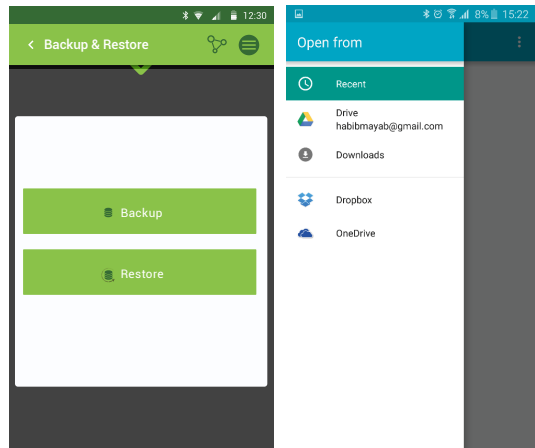 12:30
Backup & Restore
Backup
Restore
8% 15:22
Open from
Recent
Drive
habibmayab@gmail.com
Downloads
Dropbox
OneDrive